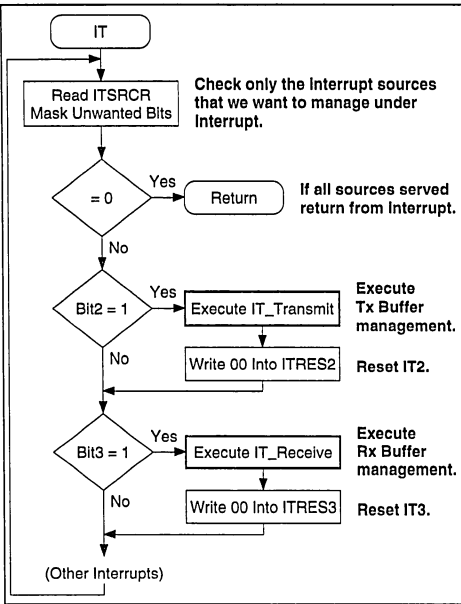 IT
Read ITSRCR
Mask Unwanted Bits
Check only the Interrupt sources
that we want to manage under
Interrupt.
= 0
Yes
Return
If all sources served
return from Interrupt.
No
Bit2 = 1
Yes
Execute IT_Transmit
Execute
Tx Buffer
management.
No
Write 00 Into ITRES2
Reset IT2.
Bit3 = 1
Yes
Execute IT_Receive
Execute
Rx Buffer
management.
No
Write 00 Into ITRES3
Reset IT3.
(Other Interrupts)